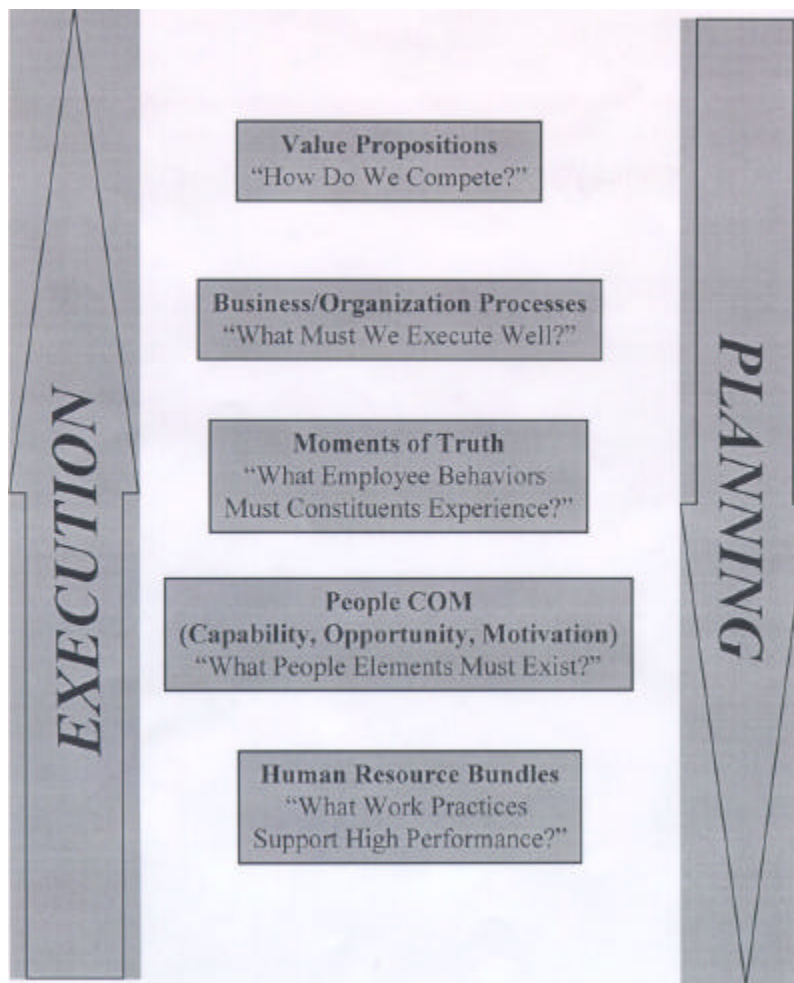 EXECUTION
Value Propositions
“How Do We Compete?”
Business/Organization Processes
“What Must We Execute Well?”
Moments of Truth
“What Employee Behaviors
Must Constituents Experience?”
People COM
(Capability, Opportunity, Motivation)
“What People Elements Must Exist?”
Human Resource Bundles
“What Work Practices
Support High Performance?”
PLANNING